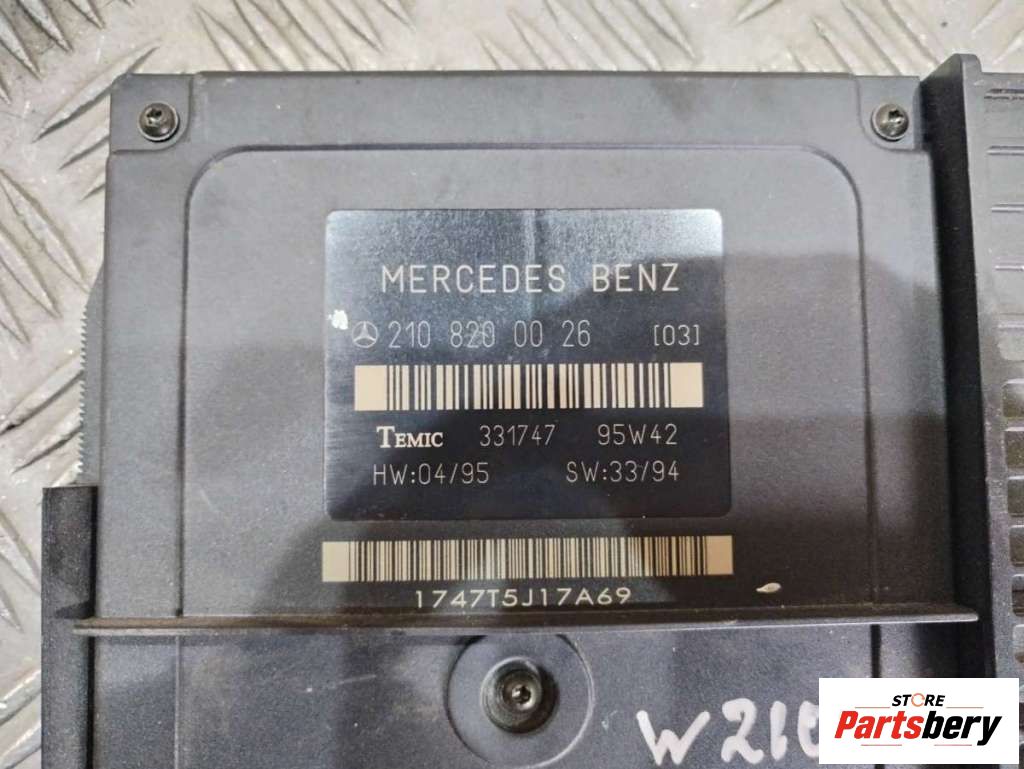 MERCEDES BENZ
210 820 00 26 [03]
TEMIC 331747 95W42
HW:04/95 SW:33/94
1747T5J17A69
W210
STORE
Partsbery